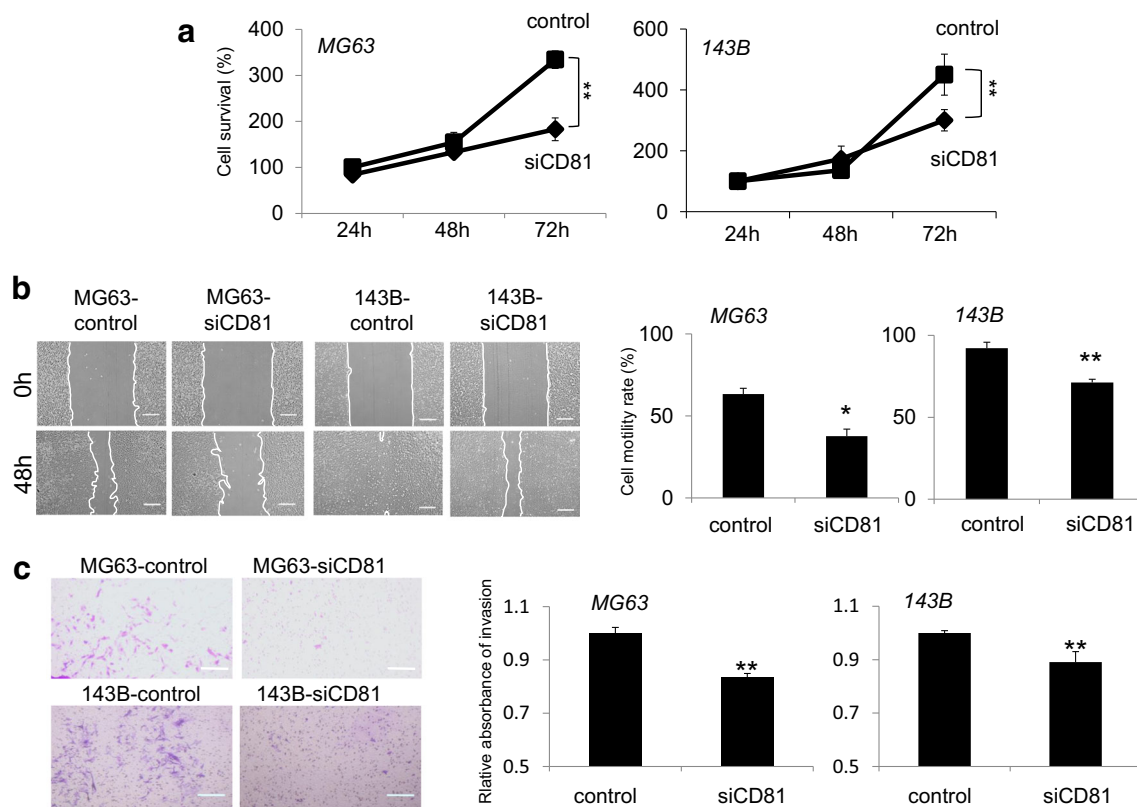 a
MG63
control
siCD81
**
Cell survival (%)
400
300
200
100
0
24h
48h
72h
143B
control
siCD81
**
600
400
200
0
24h
48h
72h
b
MG63-
control
MG63-
siCD81
143B-
control
143B-
siCD81
0h
48h
MG63
Cell motility rate (%)
100
50
0
*
control
siCD81
143B
100
50
0
**
control
siCD81
c
MG63-control
MG63-siCD81
143B-control
143B-siCD81
MG63
Rlative absorbance of invasion
1.1
0.9
0.7
0.5
**
control
siCD81
143B
1.1
0.9
0.7
0.5
**
control
siCD81